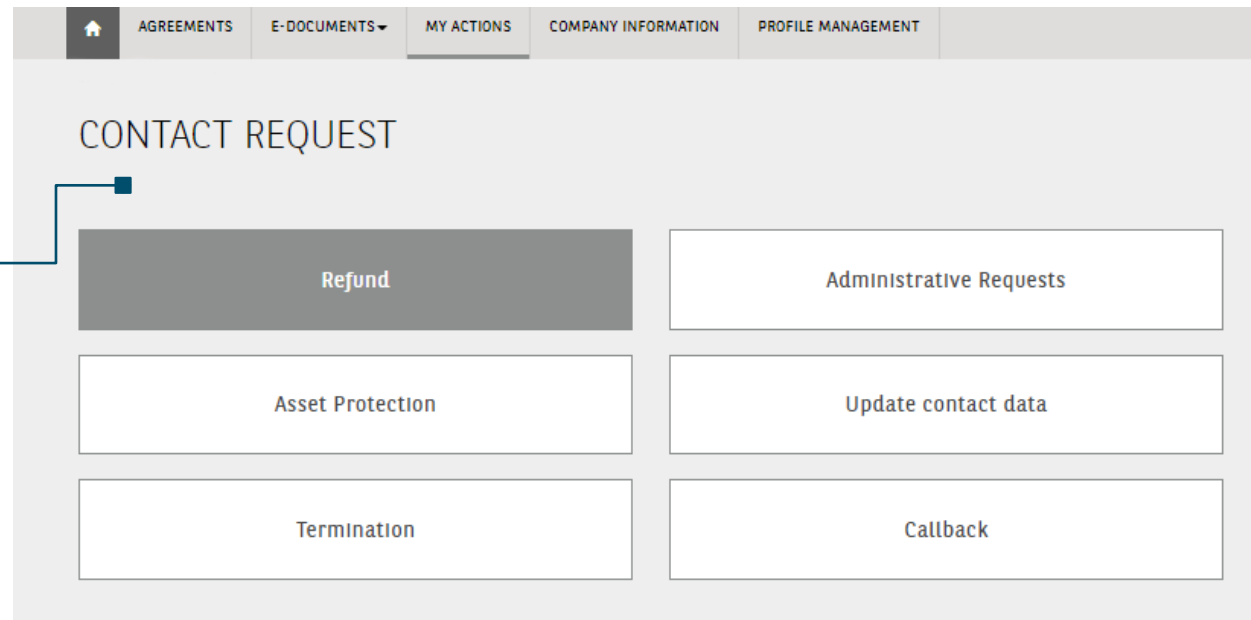 AGREEMENTS E-DOCUMENTS MY ACTIONS COMPANY INFORMATION PROFILE MANAGEMENT
CONTACT REQUEST
Refund Administrative Requests
Asset Protection Update contact data
Termination Callback